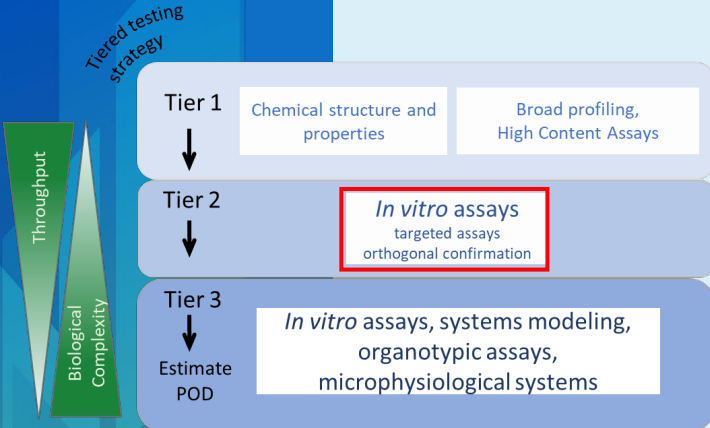 Tiered testing
strategy
Throughput
Biological
Complexity
Tier 1
Chemical structure and
properties
Broad profiling,
High Content Assays
Tier 2
In vitro assays
targeted assays
orthogonal confirmation
Tier 3
Estimate
POD
In vitro assays, systems modeling,
organotypic assays,
microphysiological systems